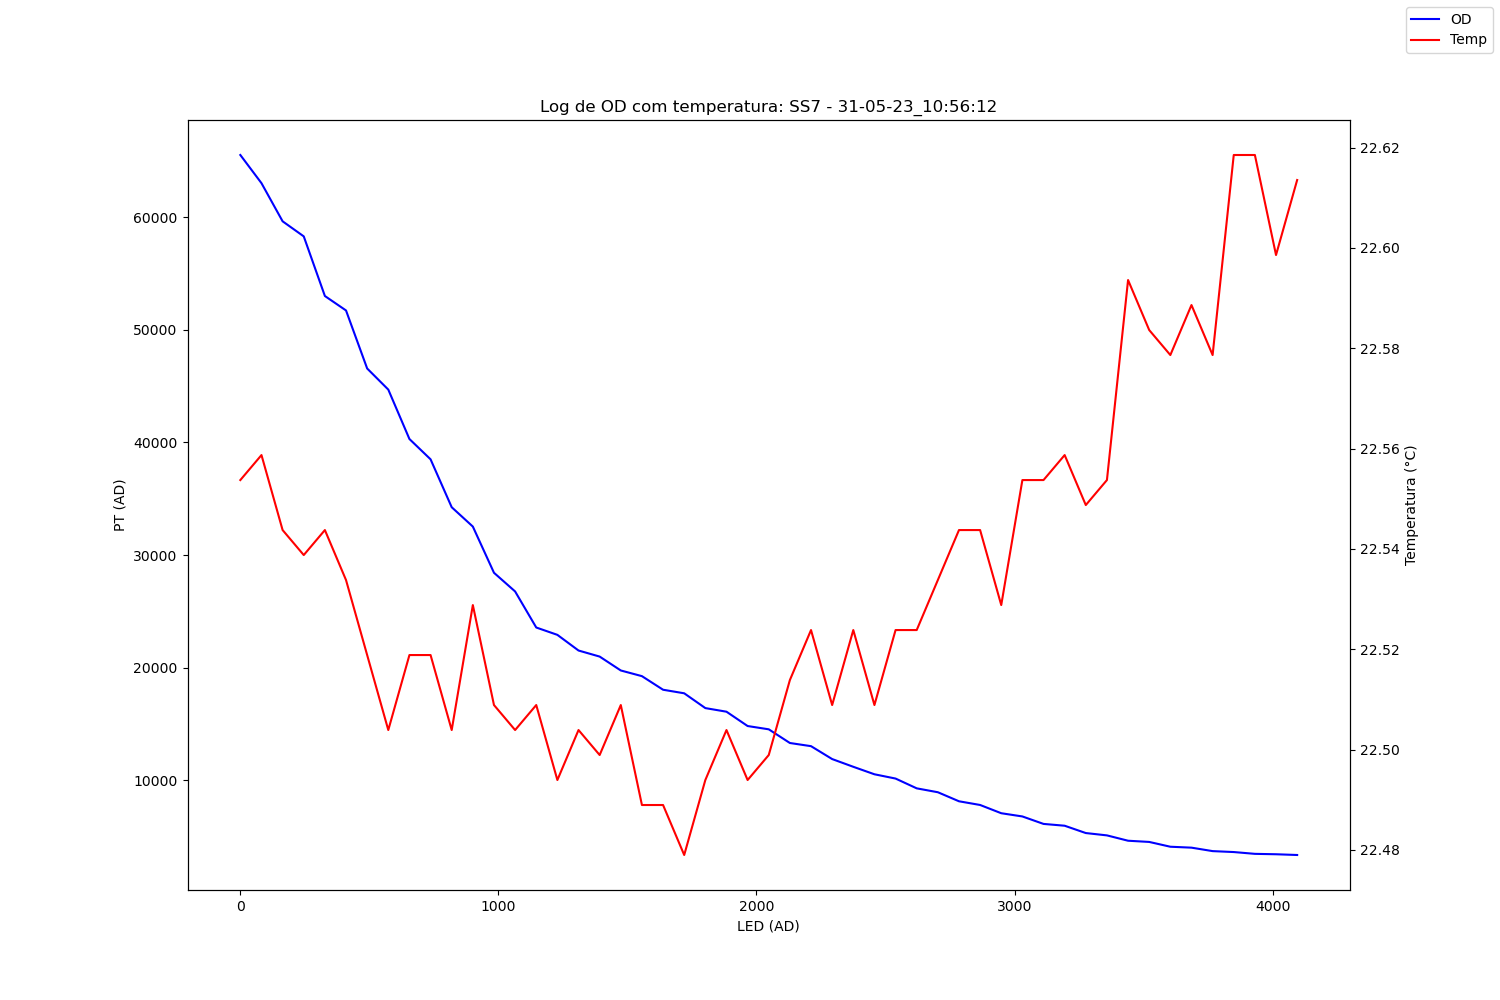 OD
Temp
Log de OD com temperatura: SS7 - 31-05-23_10:56:12
60000
50000
40000
30000
20000
10000
PT (AD)
22.62
22.60
22.58
22.56
22.54
22.52
22.50
22.48
Temperatura (°C)
0 1000 2000 3000 4000
LED (AD)